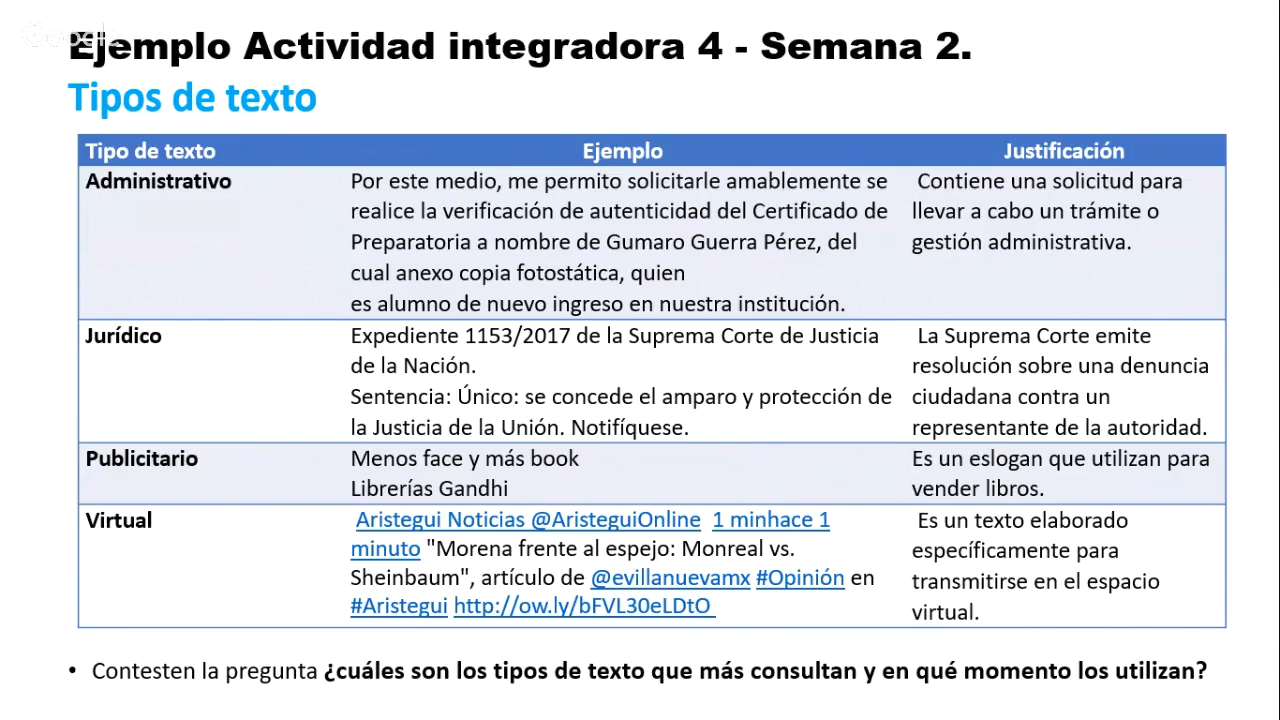 Google
Ejemplo Actividad integradora 4 - Semana 2.
Tipos de texto
Tipo de texto
Ejemplo
Justificación
Administrativo
Por este medio, me permito solicitarle amablemente se
realice la verificación de autenticidad del Certificado de
Preparatoria a nombre de Gumaro Guerra Pérez, del
cual anexo copia fotostática, quien
es alumno de nuevo ingreso en nuestra institución.
Contiene una solicitud para
llevar a cabo un trámite o
gestión administrativa.
Jurídico
Expediente 1153/2017 de la Suprema Corte de Justicia
de la Nación.
Sentencia: Único: se concede el amparo y protección de
la Justicia de la Unión. Notifíquese.
La Suprema Corte emite
resolución sobre una denuncia
ciudadana contra un
representante de la autoridad.
Publicitario
Menos face y más book
Librerías Gandhi
Es un eslogan que utilizan para
vender libros.
Virtual
Aristegui Noticias @AristeguiOnline 1 minhace 1
minuto "Morena frente al espejo: Monreal vs.
Sheinbaum", artículo de @evillanuevamx #Opinión en
#Aristegui http://ow.ly/bFVL30eLDtO
Es un texto elaborado
específicamente para
transmitirse en el espacio
virtual.
• Contesten la pregunta ¿cuáles son los tipos de texto que más consultan y en qué momento los utilizan?